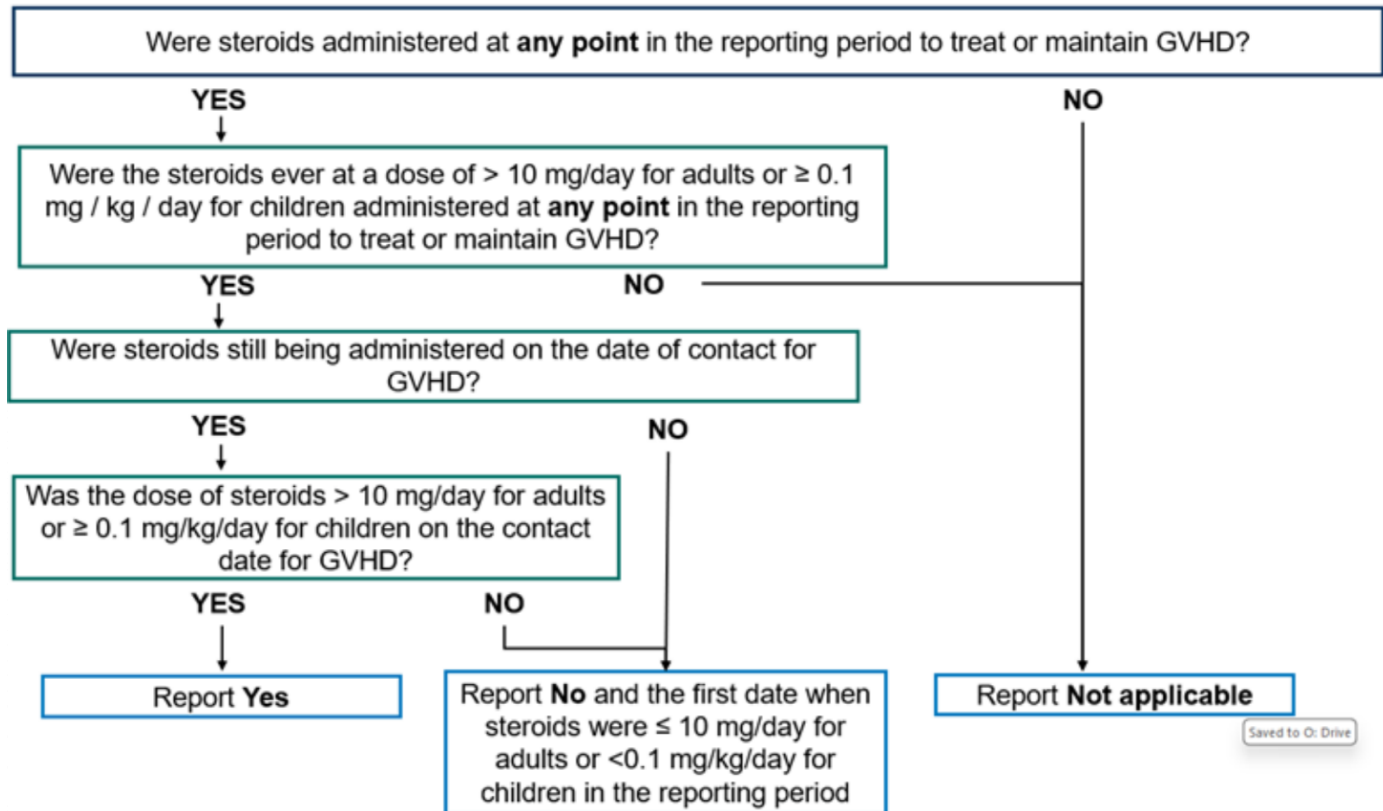 Were steroids administered at any point in the reporting period to treat or maintain GVHD?
YES
NO
Were the steroids ever at a dose of > 10 mg/day for adults or ≥ 0.1
mg / kg / day for children administered at any point in the reporting
period to treat or maintain GVHD?
YES
NO
Were steroids still being administered on the date of contact for
GVHD?
YES
NO
Was the dose of steroids > 10 mg/day for adults
or ≥ 0.1 mg/kg/day for children on the contact
date for GVHD?
YES
NO
Report Yes
Report No and the first date when
steroids were ≤ 10 mg/day for
adults or <0.1 mg/kg/day for
children in the reporting period
Report Not applicable
Saved to O: Drive